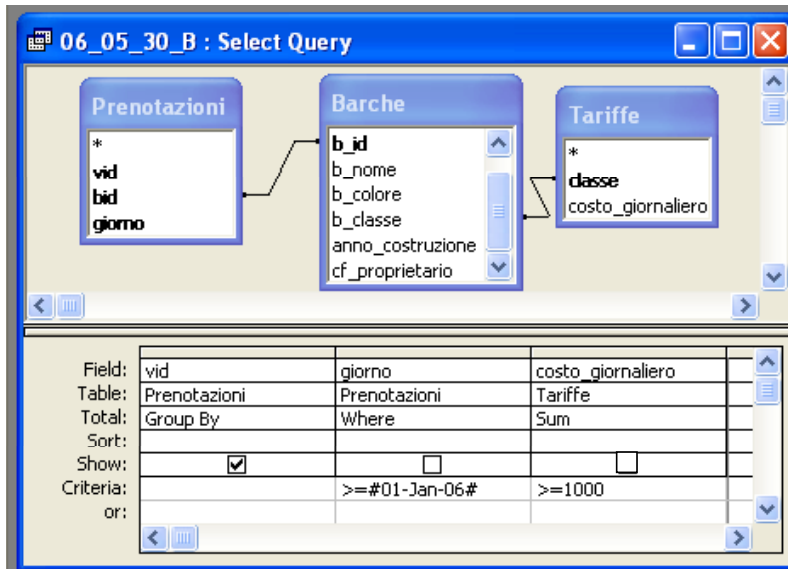 06_05_30_B : Select Query
Prenotazioni
*
vid
bid
giorno
Barche
b_id
b_nome
b_colore
b_classe
anno_costruzione
cf_proprietario
Tariffe
*
classe
costo_giornaliero
Field: vid giorno costo_giornaliero
Table: Prenotazioni Prenotazioni Tariffe
Total: Group By Where Sum
Sort:
Show:
Criteria: >=#01-Jan-06# >=1000
or: